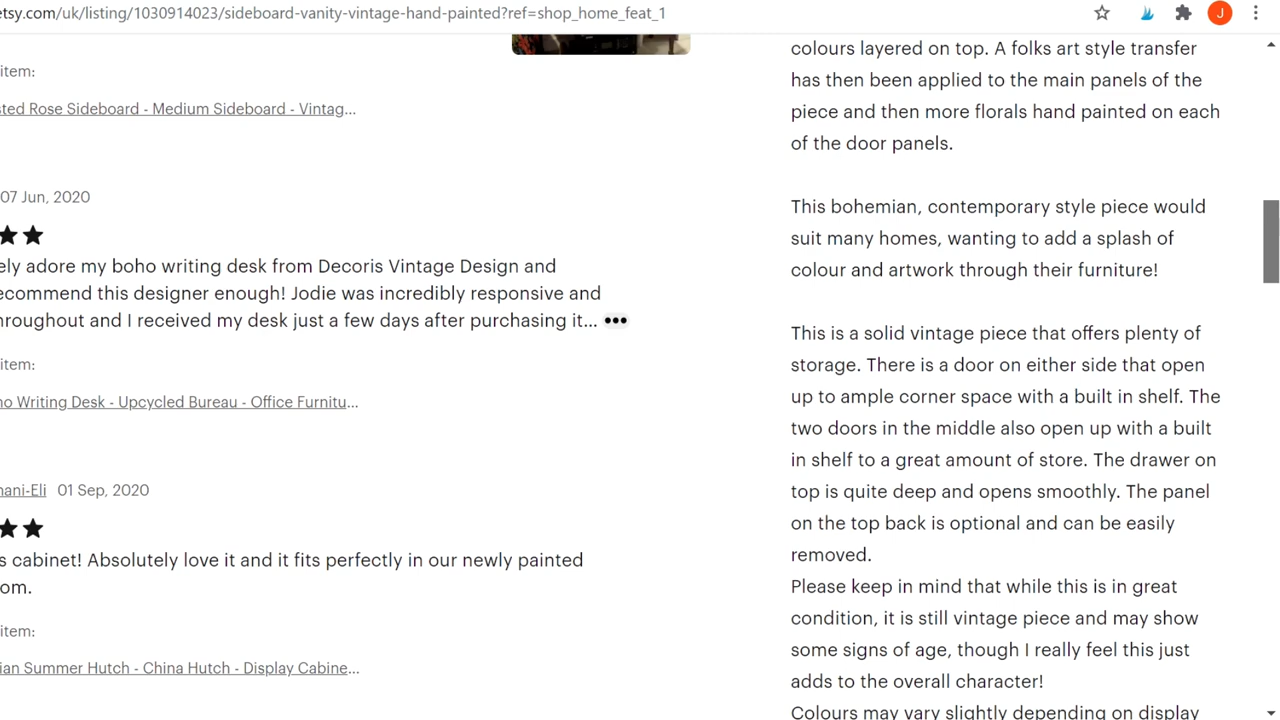 etsy.com/uk/listing/1030914023/sideboard-vanity-vintage-hand-painted?ref=shop_home_feat_1
J
item:
sted Rose Sideboard - Medium Sideboard - Vintag...
07 Jun, 2020
ely adore my boho writing desk from Decoris Vintage Design and
ecommend this designer enough! Jodie was incredibly responsive and
hroughout and I received my desk just a few days after purchasing it...
item:
ho Writing Desk - Upcycled Bureau - Office Furnitu...
mani-Eli 01 Sep, 2020
s cabinet! Absolutely love it and it fits perfectly in our newly painted
om.
item:
ian Summer Hutch - China Hutch - Display Cabine...
colours layered on top. A folks art style transfer
has then been applied to the main panels of the
piece and then more florals hand painted on each
of the door panels.
This bohemian, contemporary style piece would
suit many homes, wanting to add a splash of
colour and artwork through their furniture!
This is a solid vintage piece that offers plenty of
storage. There is a door on either side that open
up to ample corner space with a built in shelf. The
two doors in the middle also open up with a built
in shelf to a great amount of store. The drawer on
top is quite deep and opens smoothly. The panel
on the top back is optional and can be easily
removed.
Please keep in mind that while this is in great
condition, it is still vintage piece and may show
some signs of age, though I really feel this just
adds to the overall character!
Colours may vary slightly depending on display